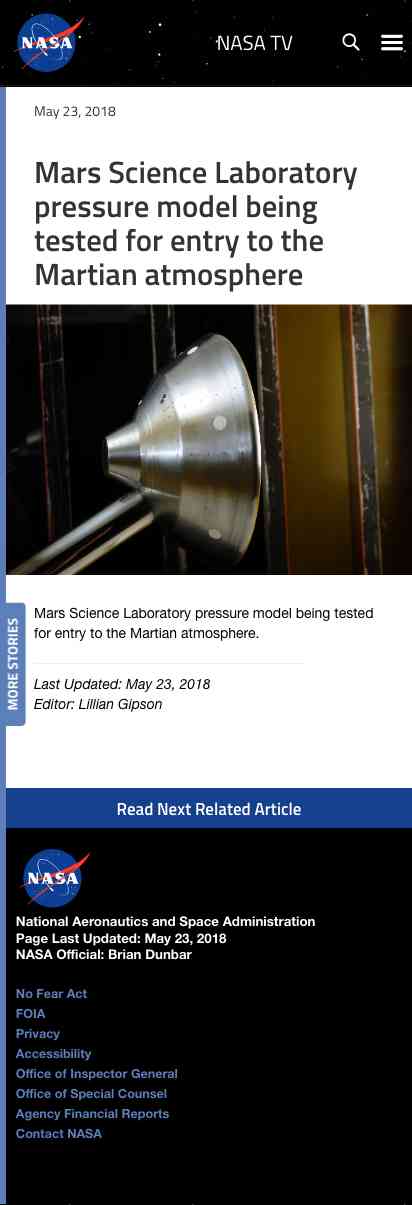 NASA
NASA TV
May 23, 2018
Mars Science Laboratory
pressure model being
tested for entry to the
Martian atmosphere
Mars Science Laboratory pressure model being tested
for entry to the Martian atmosphere.
MORE STORIES
Last Updated: May 23, 2018
Editor: Lillian Gipson
Read Next Related Article
NASA
National Aeronautics and Space Administration
Page Last Updated: May 23, 2018
NASA Official: Brian Dunbar
No Fear Act
FOIA
Privacy
Accessibility
Office of Inspector General
Office of Special Counsel
Agency Financial Reports
Contact NASA